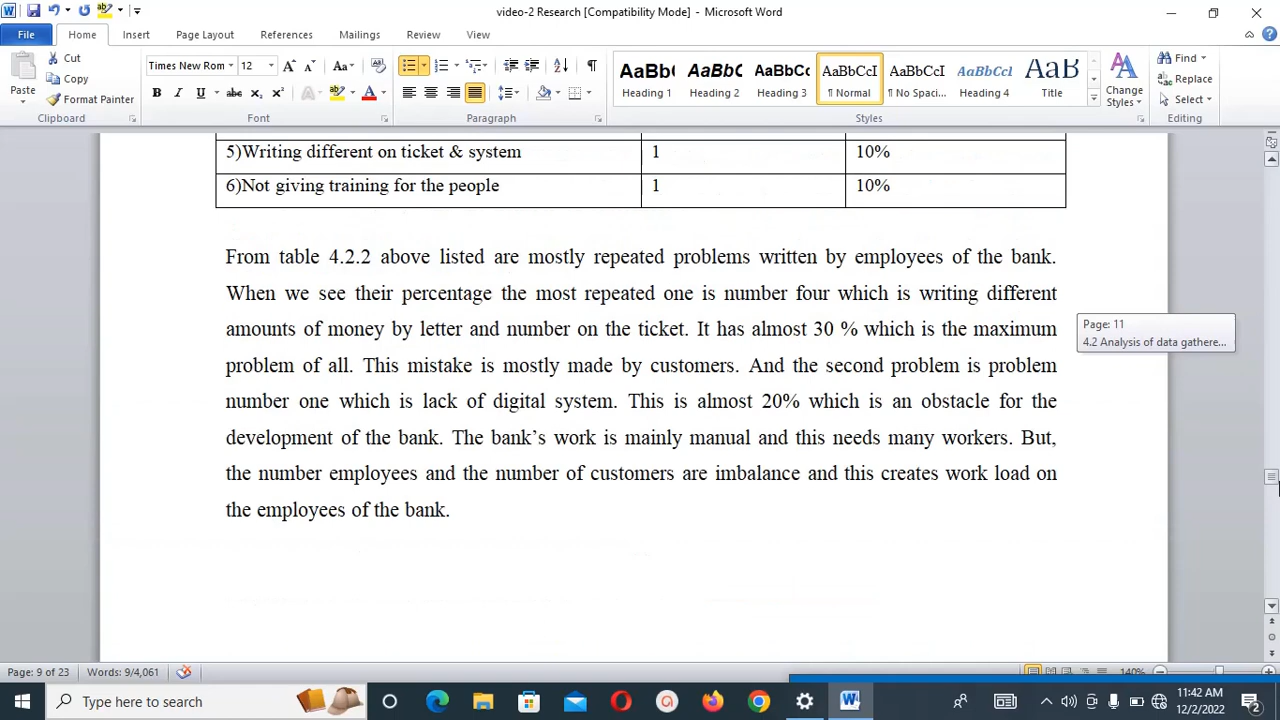 video-2 Research [Compatibility Mode] - Microsoft Word
File Home Insert Page Layout References Mailings Review View
Cut
Copy
Format Painter
Paste
Clipboard
Times New Rom 12
Font
Paragraph
AaBb( AaBbCc AaBbCc AaBbCcI AaBbCcI AaBbCcI AaB
Heading 1 Heading 2 Heading 3 ¶ Normal ¶ No Spaci... Heading 4 Title
Change
Styles
Styles
Find
Replace
Select
Editing
5)Writing different on ticket & system 1 10%
6)Not giving training for the people 1 10%
From table 4.2.2 above listed are mostly repeated problems written by employees of the bank.
When we see their percentage the most repeated one is number four which is writing different
amounts of money by letter and number on the ticket. It has almost 30 % which is the maximum
problem of all. This mistake is mostly made by customers. And the second problem is problem
number one which is lack of digital system. This is almost 20% which is an obstacle for the
development of the bank. The bank’s work is mainly manual and this needs many workers. But,
the number employees and the number of customers are imbalance and this creates work load on
the employees of the bank.
Page: 11
4.2 Analysis of data gathere...
Page: 9 of 23 Words: 9/4,061 140%
Type here to search
11:42 AM
12/2/2022
2